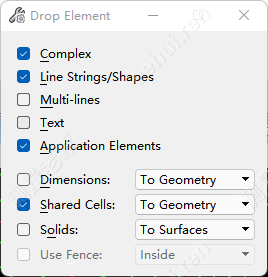 Drop Element
Complex
Line Strings/Shapes
Multi-lines
Text
Application Elements
Dimensions: To Geometry
Shared Cells: To Geometry
Solids: To Surfaces
Use Fence: Inside